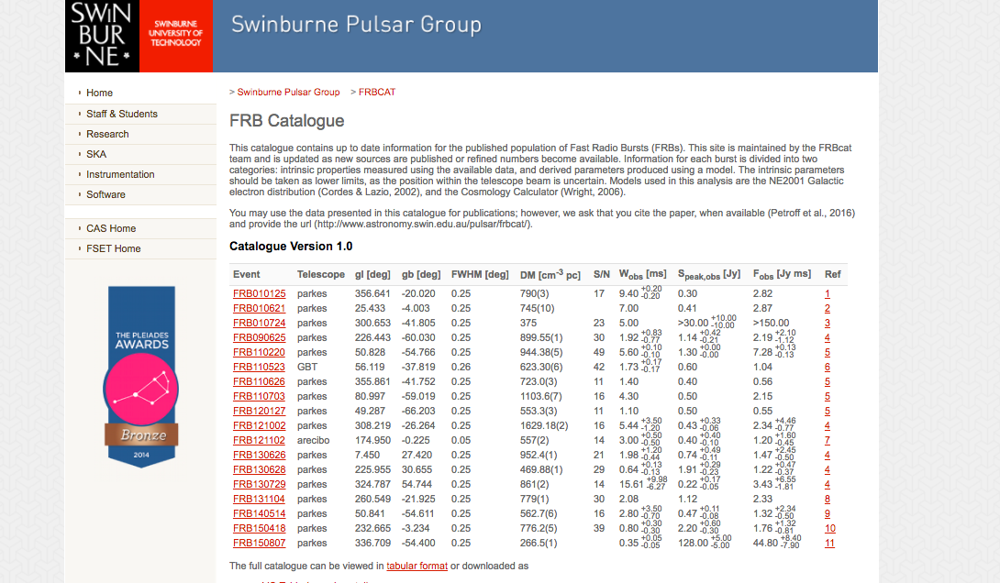 SWiN
BUR
*NE*
SWINBURNE
UNIVERSITY OF
TECHNOLOGY
Swinburne Pulsar Group
Home
Staff & Students
Research
SKA
Instrumentation
Software
CAS Home
FSET Home
THE PLEIADES
AWARDS
Bronze
2014
> Swinburne Pulsar Group > FRBCAT
FRB Catalogue
This catalogue contains up to date information for the published population of Fast Radio Bursts (FRBs). This site is maintained by the FRBcat
team and is updated as new sources are published or refined numbers become available. Information for each burst is divided into two
categories: intrinsic properties measured using the available data, and derived parameters produced using a model. The intrinsic parameters
should be taken as lower limits, as the position within the telescope beam is uncertain. Models used in this analysis are the NE2001 Galactic
electron distribution (Cordes & Lazio, 2002), and the Cosmology Calculator (Wright, 2006).
You may use the data presented in this catalogue for publications; however, we ask that you cite the paper, when available (Petroff et al., 2016)
and provide the url (http://www.astronomy.swin.edu.au/pulsar/frbcat/).
Catalogue Version 1.0
Event Telescope gl [deg] gb [deg] FWHM [deg] DM [cm-3 pc] S/N Wobs [ms] Speak,obs [Jy] Fobs [Jy ms] Ref
FRB010125 parkes 356.641 -20.020 0.25 790(3) 17 9.40 +0.20 -0.20 0.30 2.82 1
FRB010621 parkes 25.433 -4.003 0.25 745(10) 7.00 0.41 2.87 2
FRB010724 parkes 300.653 -41.805 0.25 375 23 5.00 >30.00 +10.00 -10.00 >150.00 3
FRB090625 parkes 226.443 -60.030 0.25 899.55(1) 30 1.92 +0.83 -0.77 1.14 +0.42 -0.21 2.19 +2.10 -1.12 4
FRB110220 parkes 50.828 -54.766 0.25 944.38(5) 49 5.60 +0.10 -0.10 1.30 +0.00 -0.00 7.28 +0.13 -0.13 5
FRB110523 GBT 56.119 -37.819 0.26 623.30(6) 42 1.73 +0.17 -0.17 0.60 1.04 6
FRB110626 parkes 355.861 -41.752 0.25 723.0(3) 11 1.40 0.40 0.56 5
FRB110703 parkes 80.997 -59.019 0.25 1103.6(7) 16 4.30 0.50 2.15 5
FRB120127 parkes 49.287 -66.203 0.25 553.3(3) 11 1.10 0.50 0.55 5
FRB121002 parkes 308.219 -26.264 0.25 1629.18(2) 16 5.44 +3.50 -1.20 0.43 +0.33 -0.06 2.34 +4.46 -0.77 4
FRB121102 arecibo 174.950 -0.225 0.05 557(2) 14 3.00 +0.50 -0.50 0.40 +0.40 -0.10 1.20 +1.60 -0.45 7
FRB130626 parkes 7.450 27.420 0.25 952.4(1) 21 1.98 +1.20 -0.44 0.74 +0.49 -0.11 1.47 +2.45 -0.50 4
FRB130628 parkes 225.955 30.655 0.25 469.88(1) 29 0.64 +0.13 -0.13 1.91 +0.29 -0.23 1.22 +0.47 -0.37 4
FRB130729 parkes 324.787 54.744 0.25 861(2) 14 15.61 +9.98 -6.27 0.22 +0.17 -0.05 3.43 +6.55 -1.81 4
FRB131104 parkes 260.549 -21.925 0.25 779(1) 30 2.08 1.12 2.33 8
FRB140514 parkes 50.841 -54.611 0.25 562.7(6) 16 2.80 +3.50 -0.70 0.47 +0.11 -0.08 1.32 +2.34 -0.50 9
FRB150418 parkes 232.665 -3.234 0.25 776.2(5) 39 0.80 +0.30 -0.30 2.20 +0.60 -0.30 1.76 +1.32 -0.81 10
FRB150807 parkes 336.709 -54.400 0.25 266.5(1) 0.35 +0.05 -0.05 128.00 +5.00 -5.00 44.80 +8.40 -7.90 11
The full catalogue can be viewed in tabular format or downloaded as